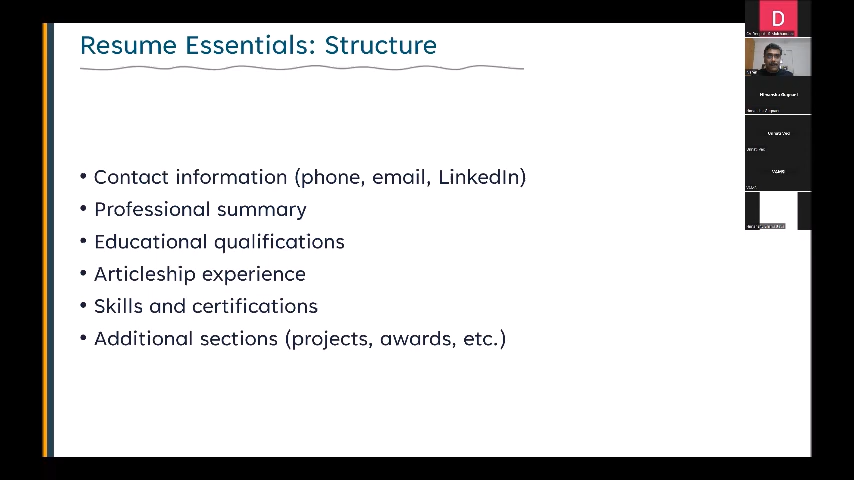 Resume Essentials: Structure
• Contact information (phone, email, LinkedIn)
• Professional summary
• Educational qualifications
• Articleship experience
• Skills and certifications
• Additional sections (projects, awards, etc.)
D